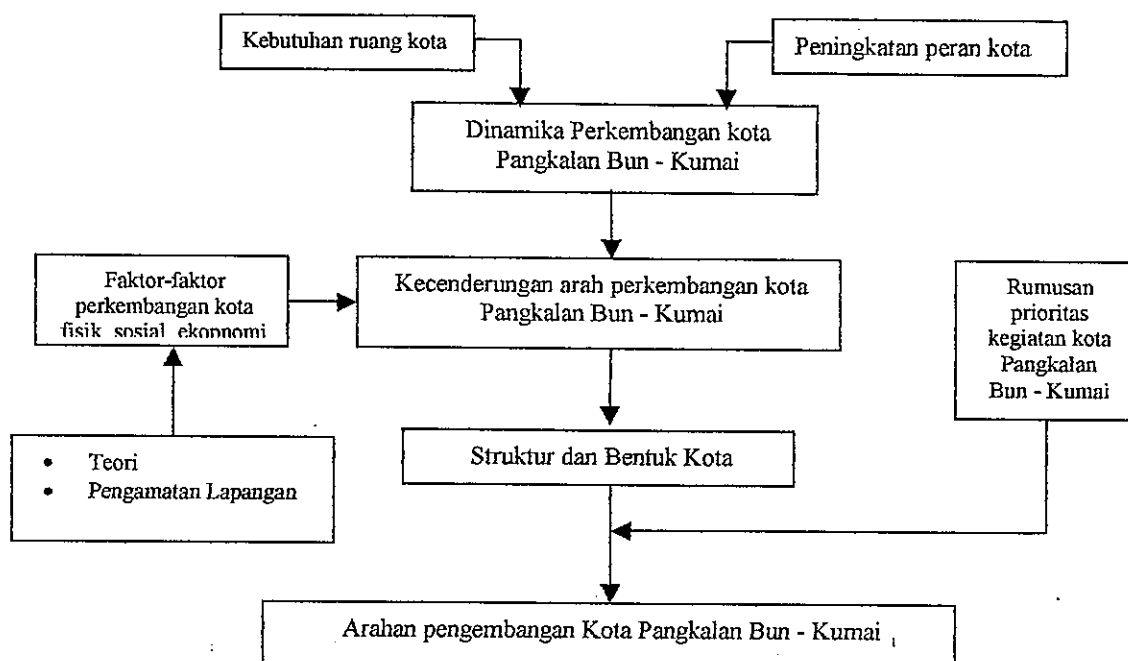 Kebutuhan ruang kota
Peningkatan peran kota
Dinamika Perkembangan kota
Pangkalan Bun - Kumai
Faktor-faktor
perkembangan kota
fisik sosial ekonomi
Kecenderungan arah perkembangan kota
Pangkalan Bun - Kumai
Rumusan
prioritas
kegiatan kota
Pangkalan
Bun - Kumai
• Teori
• Pengamatan Lapangan
Struktur dan Bentuk Kota
Arahan pengembangan Kota Pangkalan Bun - Kumai